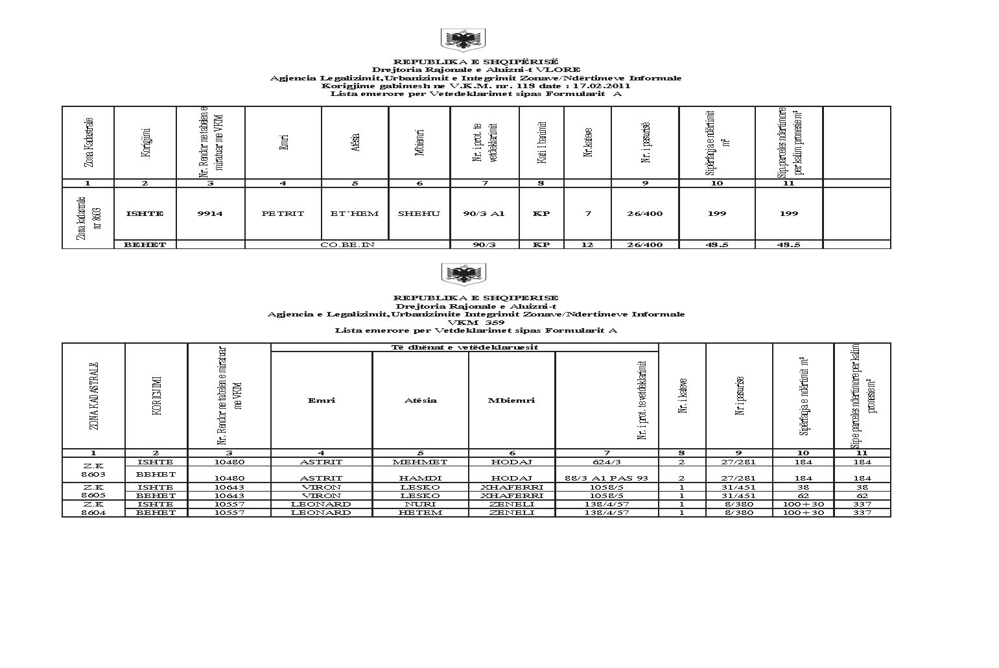 REPUBLIKA E SHQIPËRISË
Drejtoria Rajonale e Aluizni-t VLORE
Agjencia Legalizimit,Urbanizimit e Integrimit Zonave/Ndërtimeve Informale
Korigjime gabimesh ne V.K.M. nr. 118 date : 17.02.2011
Lista emerore per Vetedeklarimet sipas Formularit A
Zona Kadastrale
Korigjimi
Nr. Rendor ne tabelen e
miratuar me VKM
Emri
Atësia
Mbiemri
Nr. i prot. te
vetdeklarimit
Kati I banimit
Nr.kateve
Nr. i pasurisë
Sipërfaqja e ndërtimit
m²
Sip.parceles ndertimore
per kalim pronesie m²
1 2 3 4 5 6 7 8 9 10 11
Zona kadastrale
nr 8603
ISHTE 9914 PETRIT ET'HEM SHEHU 90/3 A1 KP 7 26/400 199 199
BEHET CO.BE.IN 90/3 KP 12 26/400 48.5 48.5
REPUBLIKA E SHQIPERISE
Drejtoria Rajonale e Aluizni-t
Agjencia e Legalizimit,Urbanizimite Integrimit Zonave/Ndertimeve Informale
VKM 359
Lista emerore per Vetdeklarimet sipas Formularit A
ZONA KADASTRALE
KORIGJIMI
Nr. Rendor ne tabelen e miratuar
me VKM
Të dhënat e vetëdeklaruesit
Emri
Atësia
Mbiemri
Nr. i prot. te vetdeklarimit
Nr. i kateve
Nr i pasurise
Sipërfaqja e ndërtimit m²
Sip e parceles ndertimore per kalim
pronesie m²
1 2 3 4 5 6 7 8 9 10 11
Z.K
8603
ISHTE 10480 ASTRIT MEHMET HODAJ 624/3 2 27/281 184 184
BEHET 10480 ASTRIT HAMDI HODAJ 88/3 A1 PAS 93 2 27/281 184 184
Z.K
8605
ISHTE 10643 VIRON LESKO XHAFERRI 1058/5 1 31/451 38 38
BEHET 10643 VIRON LESKO XHAFERRI 1058/5 1 31/451 62 62
Z.K
8604
ISHTE 10557 LEONARD NURI ZENELI 138/4/57 1 8/380 100+30 337
BEHET 10557 LEONARD HETEM ZENELI 138/4/57 1 8/380 100+30 337